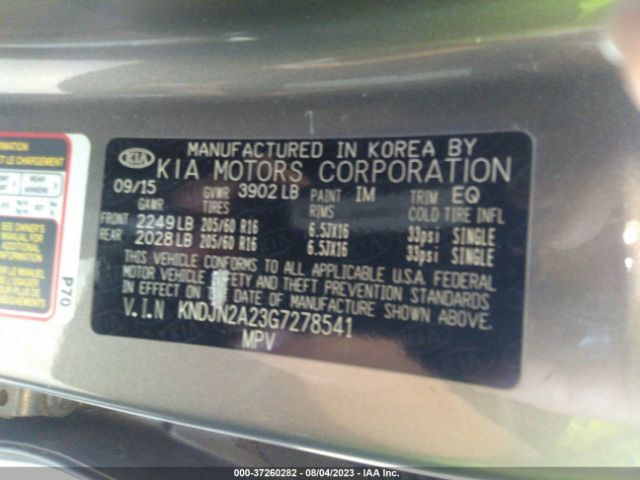 MANUFACTURED IN KOREA BY
KIA KIA MOTORS CORPORATION
09/15 GVWR 3902 LB PAINT IM TRIM EQ
GAWR TIRES RIMS COLD TIRE INFL
FRONT 2249 LB 205/60 R16 6.5JX16 33psi SINGLE
REAR 2028 LB 205/60 R16 6.5JX16 33psi SINGLE
THIS VEHICLE CONFORMS TO ALL APPLICABLE U.S.A. FEDERAL
MOTOR VEHICLE SAFETY AND THEFT PREVENTION STANDARDS
IN EFFECT ON THE DATE OF MANUFACTURE SHOWN ABOVE.
V.I.N KNDJN2A23G7278541
MPV
P70
000-37260282 - 08/04/2023 - IAA Inc.